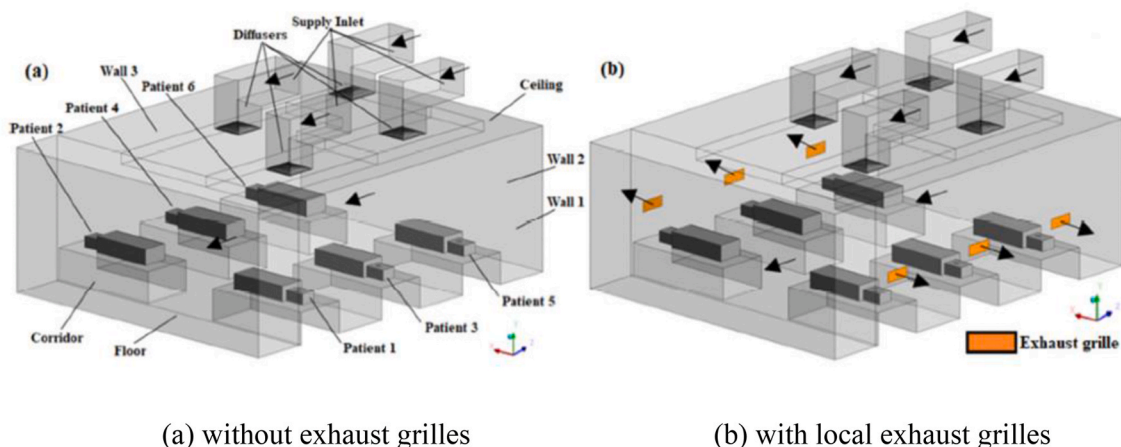 Supply Inlet
Diffusers
(a)
Wall 3
Patient 6
Patient 4
Patient 2
Ceiling
Wall 2
Wall 1
Patient 5
Patient 3
Patient 1
Corridor
Floor
(b)
Exhaust grille
(a) without exhaust grilles
(b) with local exhaust grilles